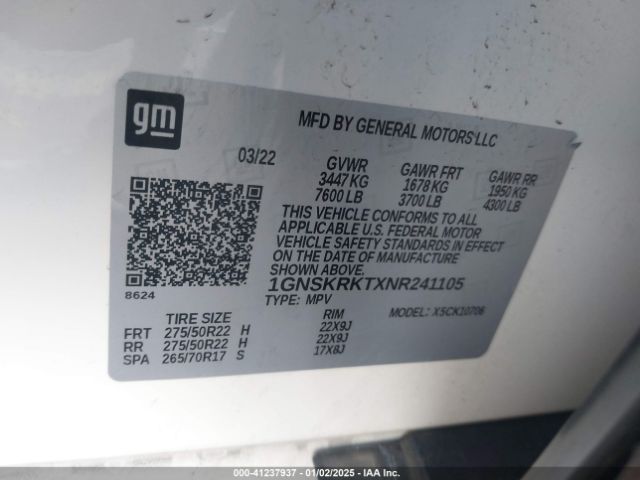 gm
MFD BY GENERAL MOTORS LLC
03/22
GVWR GAWR FRT GAWR RR
3447 KG 1678 KG 1950 KG
7600 LB 3700 LB 4300 LB
THIS VEHICLE CONFORMS TO ALL
APPLICABLE U.S. FEDERAL MOTOR
VEHICLE SAFETY STANDARDS IN EFFECT
ON THE DATE OF MANUFACTURE
SHOWN ABOVE.
8624
1GNSKRKTXNR241105
TYPE: MPV MODEL: X5CK10706
TIRE SIZE RIM
FRT 275/50R22 H 22X9J
RR 275/50R22 H 22X9J
SPA 265/70R17 S 17X8J
000-41237937 - 01/02/2025 - IAA Inc.